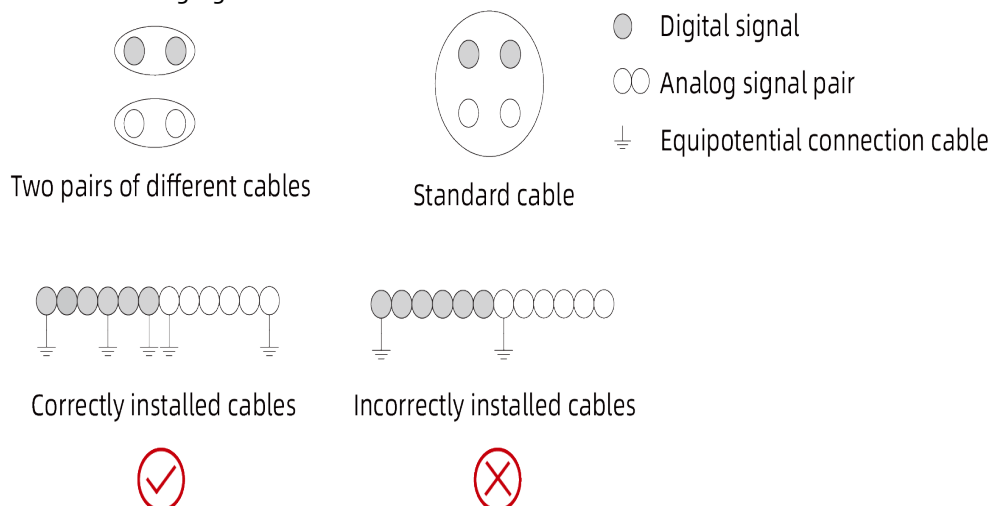 Digital signal
Analog signal pair
Equipotential connection cable
Two pairs of different cables
Standard cable
Correctly installed cables
Incorrectly installed cables